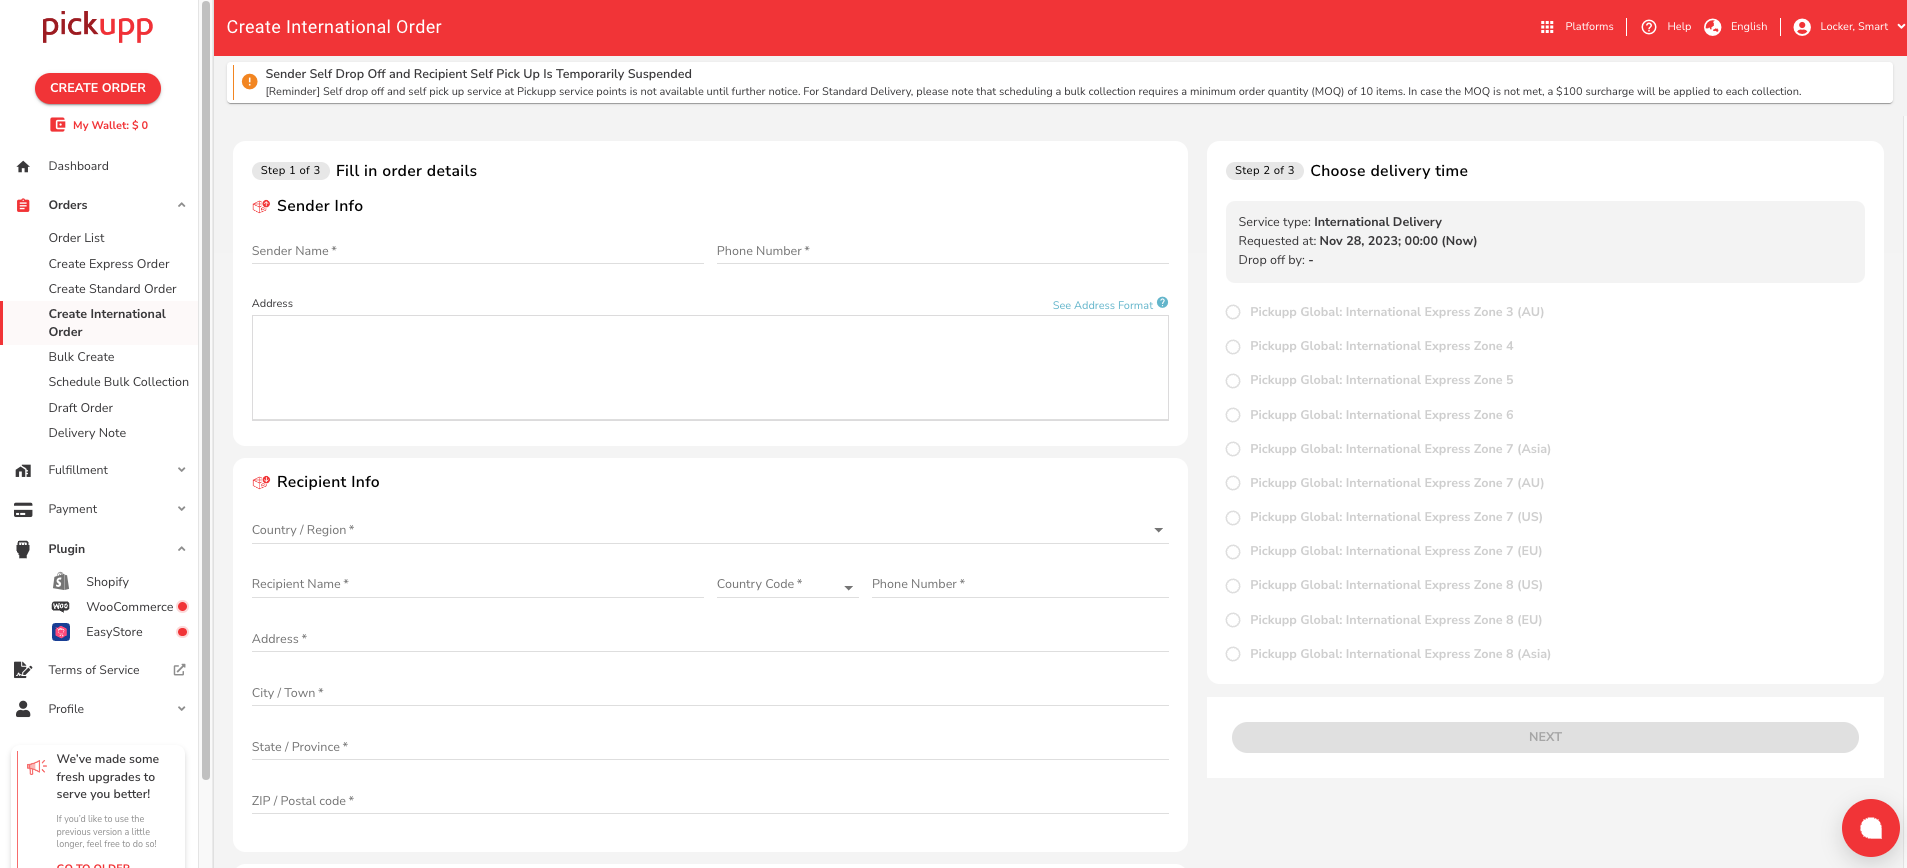 pickupp
CREATE ORDER
My Wallet: $ 0
Dashboard
Orders
Order List
Create Express Order
Create Standard Order
Create International
Order
Bulk Create
Schedule Bulk Collection
Draft Order
Delivery Note
Fulfillment
Payment
Plugin
Shopify
WOO WooCommerce
EasyStore
Terms of Service
Profile
We've made some
fresh upgrades to
serve you better!
If you'd like to use the
previous version a little
longer, feel free to do so!
GO TO ORDER
Create International Order
Platforms
Help
English
Locker, Smart
Sender Self Drop Off and Recipient Self Pick Up Is Temporarily Suspended
[Reminder] Self drop off and self pick up service at Pickupp service points is not available until further notice. For Standard Delivery, please note that scheduling a bulk collection requires a minimum order quantity (MOQ) of 10 items. In case the MOQ is not met, a $100 surcharge will be applied to each collection.
Step 1 of 3 Fill in order details
Sender Info
Sender Name * Phone Number *
Address See Address Format ?
Recipient Info
Country / Region *
Recipient Name * Country Code * Phone Number *
Address *
City / Town *
State / Province *
ZIP / Postal code *
Step 2 of 3 Choose delivery time
Service type: International Delivery
Requested at: Nov 28, 2023; 00:00 (Now)
Drop off by: -
Pickupp Global: International Express Zone 3 (AU)
Pickupp Global: International Express Zone 4
Pickupp Global: International Express Zone 5
Pickupp Global: International Express Zone 6
Pickupp Global: International Express Zone 7 (Asia)
Pickupp Global: International Express Zone 7 (AU)
Pickupp Global: International Express Zone 7 (US)
Pickupp Global: International Express Zone 7 (EU)
Pickupp Global: International Express Zone 8 (US)
Pickupp Global: International Express Zone 8 (EU)
Pickupp Global: International Express Zone 8 (Asia)
NEXT